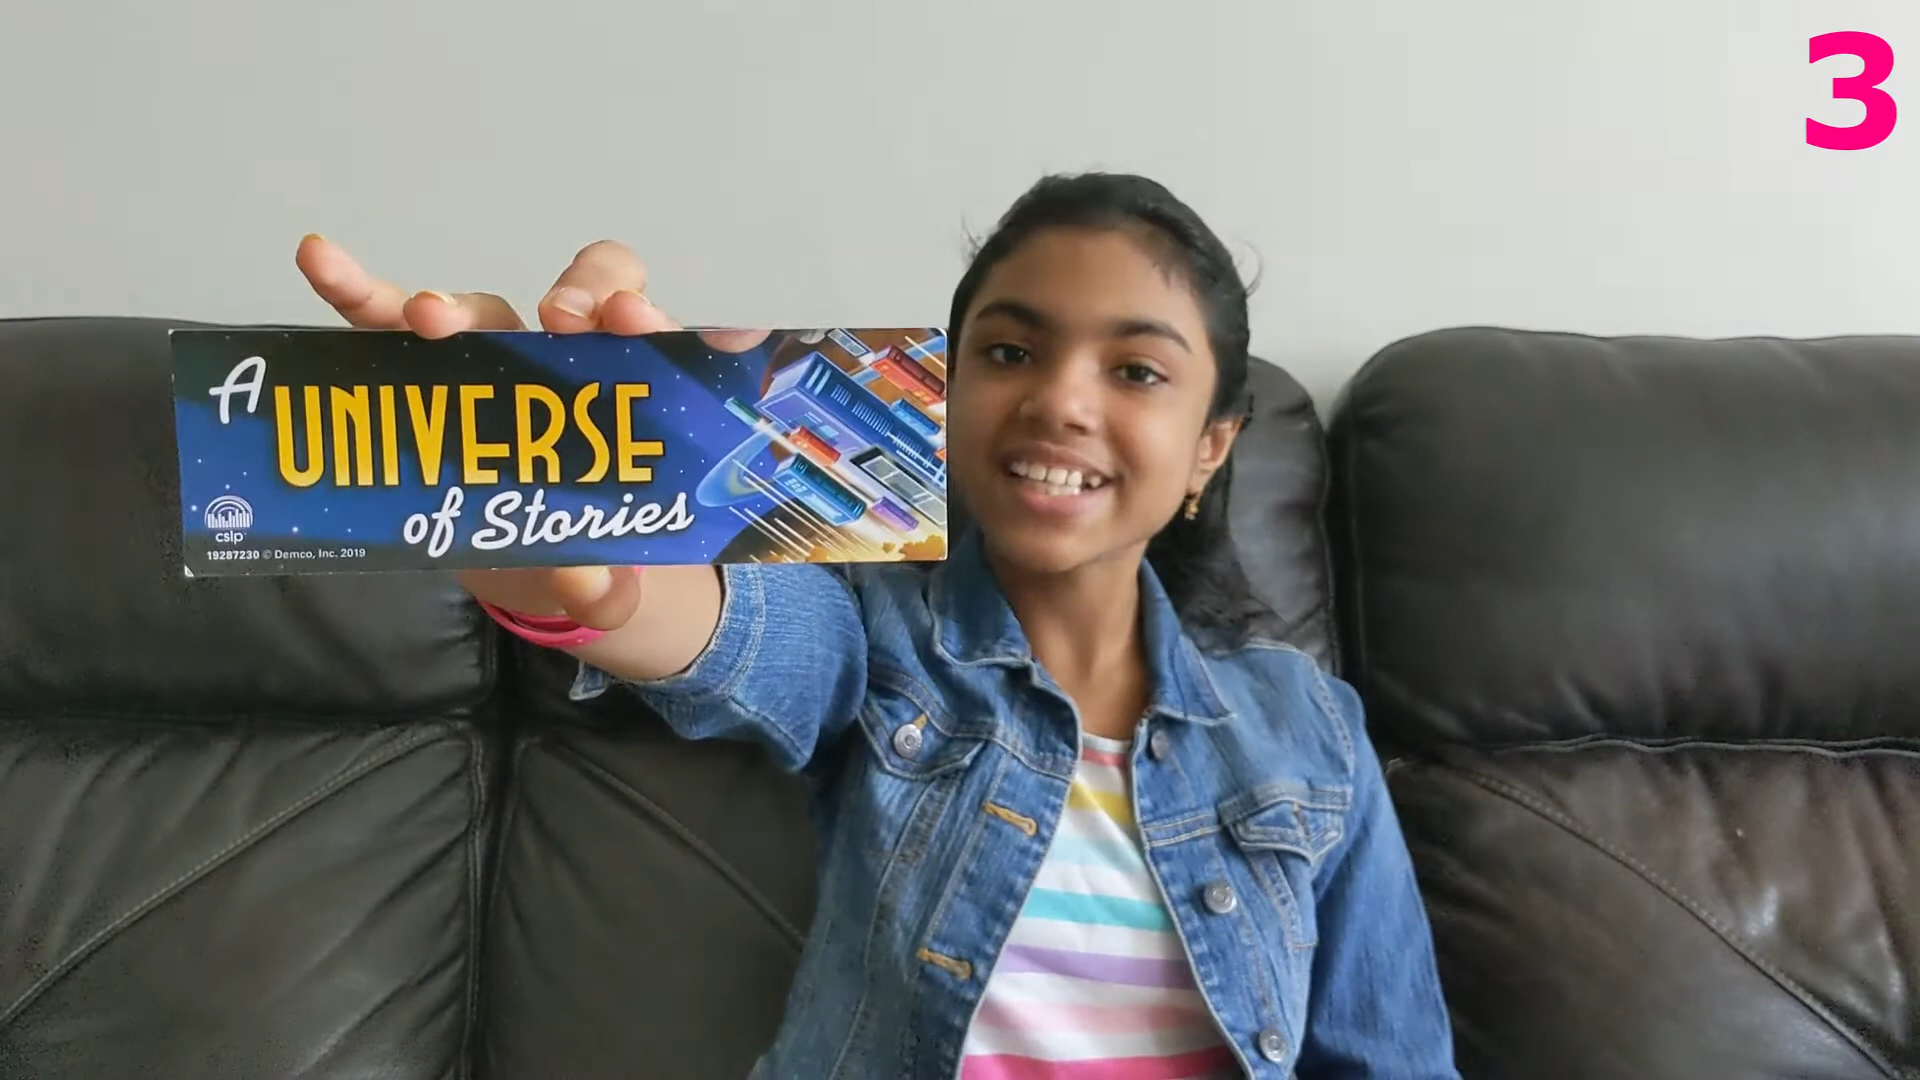 3
A
UNIVERSE
of Stories
cslp
19287230 © Demco, Inc. 2019